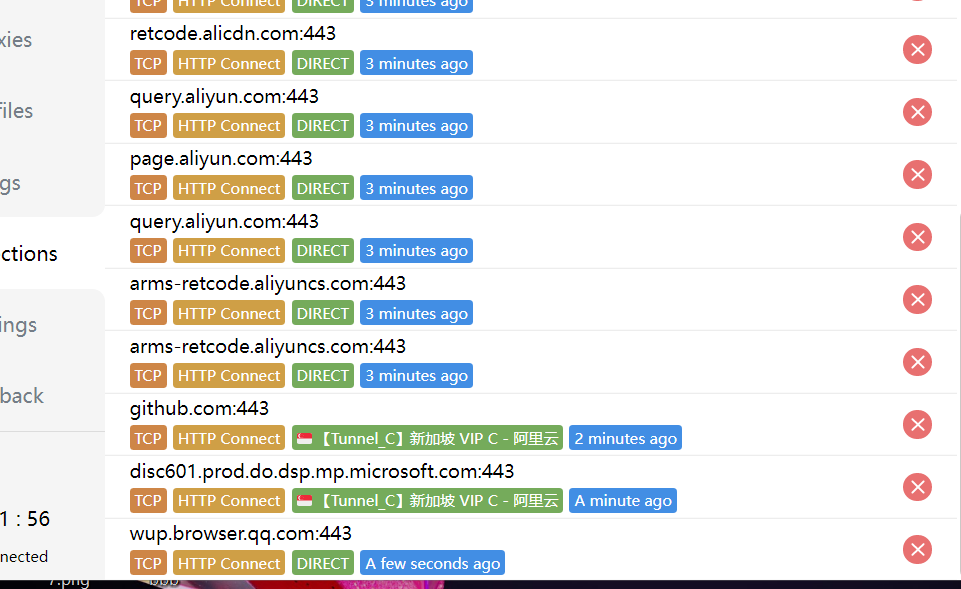 TCP HTTP Connect DIRECT 3 minutes ago
retcode.alicdn.com:443
TCP HTTP Connect DIRECT 3 minutes ago
query.aliyun.com:443
TCP HTTP Connect DIRECT 3 minutes ago
page.aliyun.com:443
TCP HTTP Connect DIRECT 3 minutes ago
query.aliyun.com:443
TCP HTTP Connect DIRECT 3 minutes ago
arms-retcode.aliyuncs.com:443
TCP HTTP Connect DIRECT 3 minutes ago
arms-retcode.aliyuncs.com:443
TCP HTTP Connect DIRECT 3 minutes ago
github.com:443
TCP HTTP Connect 🇸🇬【Tunnel_C】新加坡 VIP C - 阿里云 2 minutes ago
disc601.prod.do.dsp.mp.microsoft.com:443
TCP HTTP Connect 🇸🇬【Tunnel_C】新加坡 VIP C - 阿里云 A minute ago
wup.browser.qq.com:443
TCP HTTP Connect DIRECT A few seconds ago
xies
files
gs
ctions
ings
back
1 : 56
nected
7.png bbb